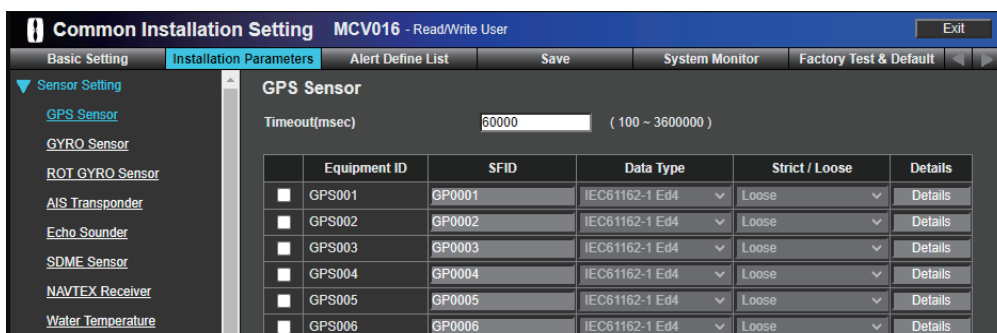 Common Installation Setting MCV016 - Read/Write User Exit
Basic Setting Installation Parameters Alert Define List Save System Monitor Factory Test & Default
Sensor Setting
GPS Sensor
GYRO Sensor
ROT GYRO Sensor
AIS Transponder
Echo Sounder
SDME Sensor
NAVTEX Receiver
Water Temperature
GPS Sensor
Timeout(msec) 60000 ( 100 ~ 3600000 )
Equipment ID SFID Data Type Strict / Loose Details
GPS001 GP0001 IEC61162-1 Ed4 Loose Details
GPS002 GP0002 IEC61162-1 Ed4 Loose Details
GPS003 GP0003 IEC61162-1 Ed4 Loose Details
GPS004 GP0004 IEC61162-1 Ed4 Loose Details
GPS005 GP0005 IEC61162-1 Ed4 Loose Details
GPS006 GP0006 IEC61162-1 Ed4 Loose Details